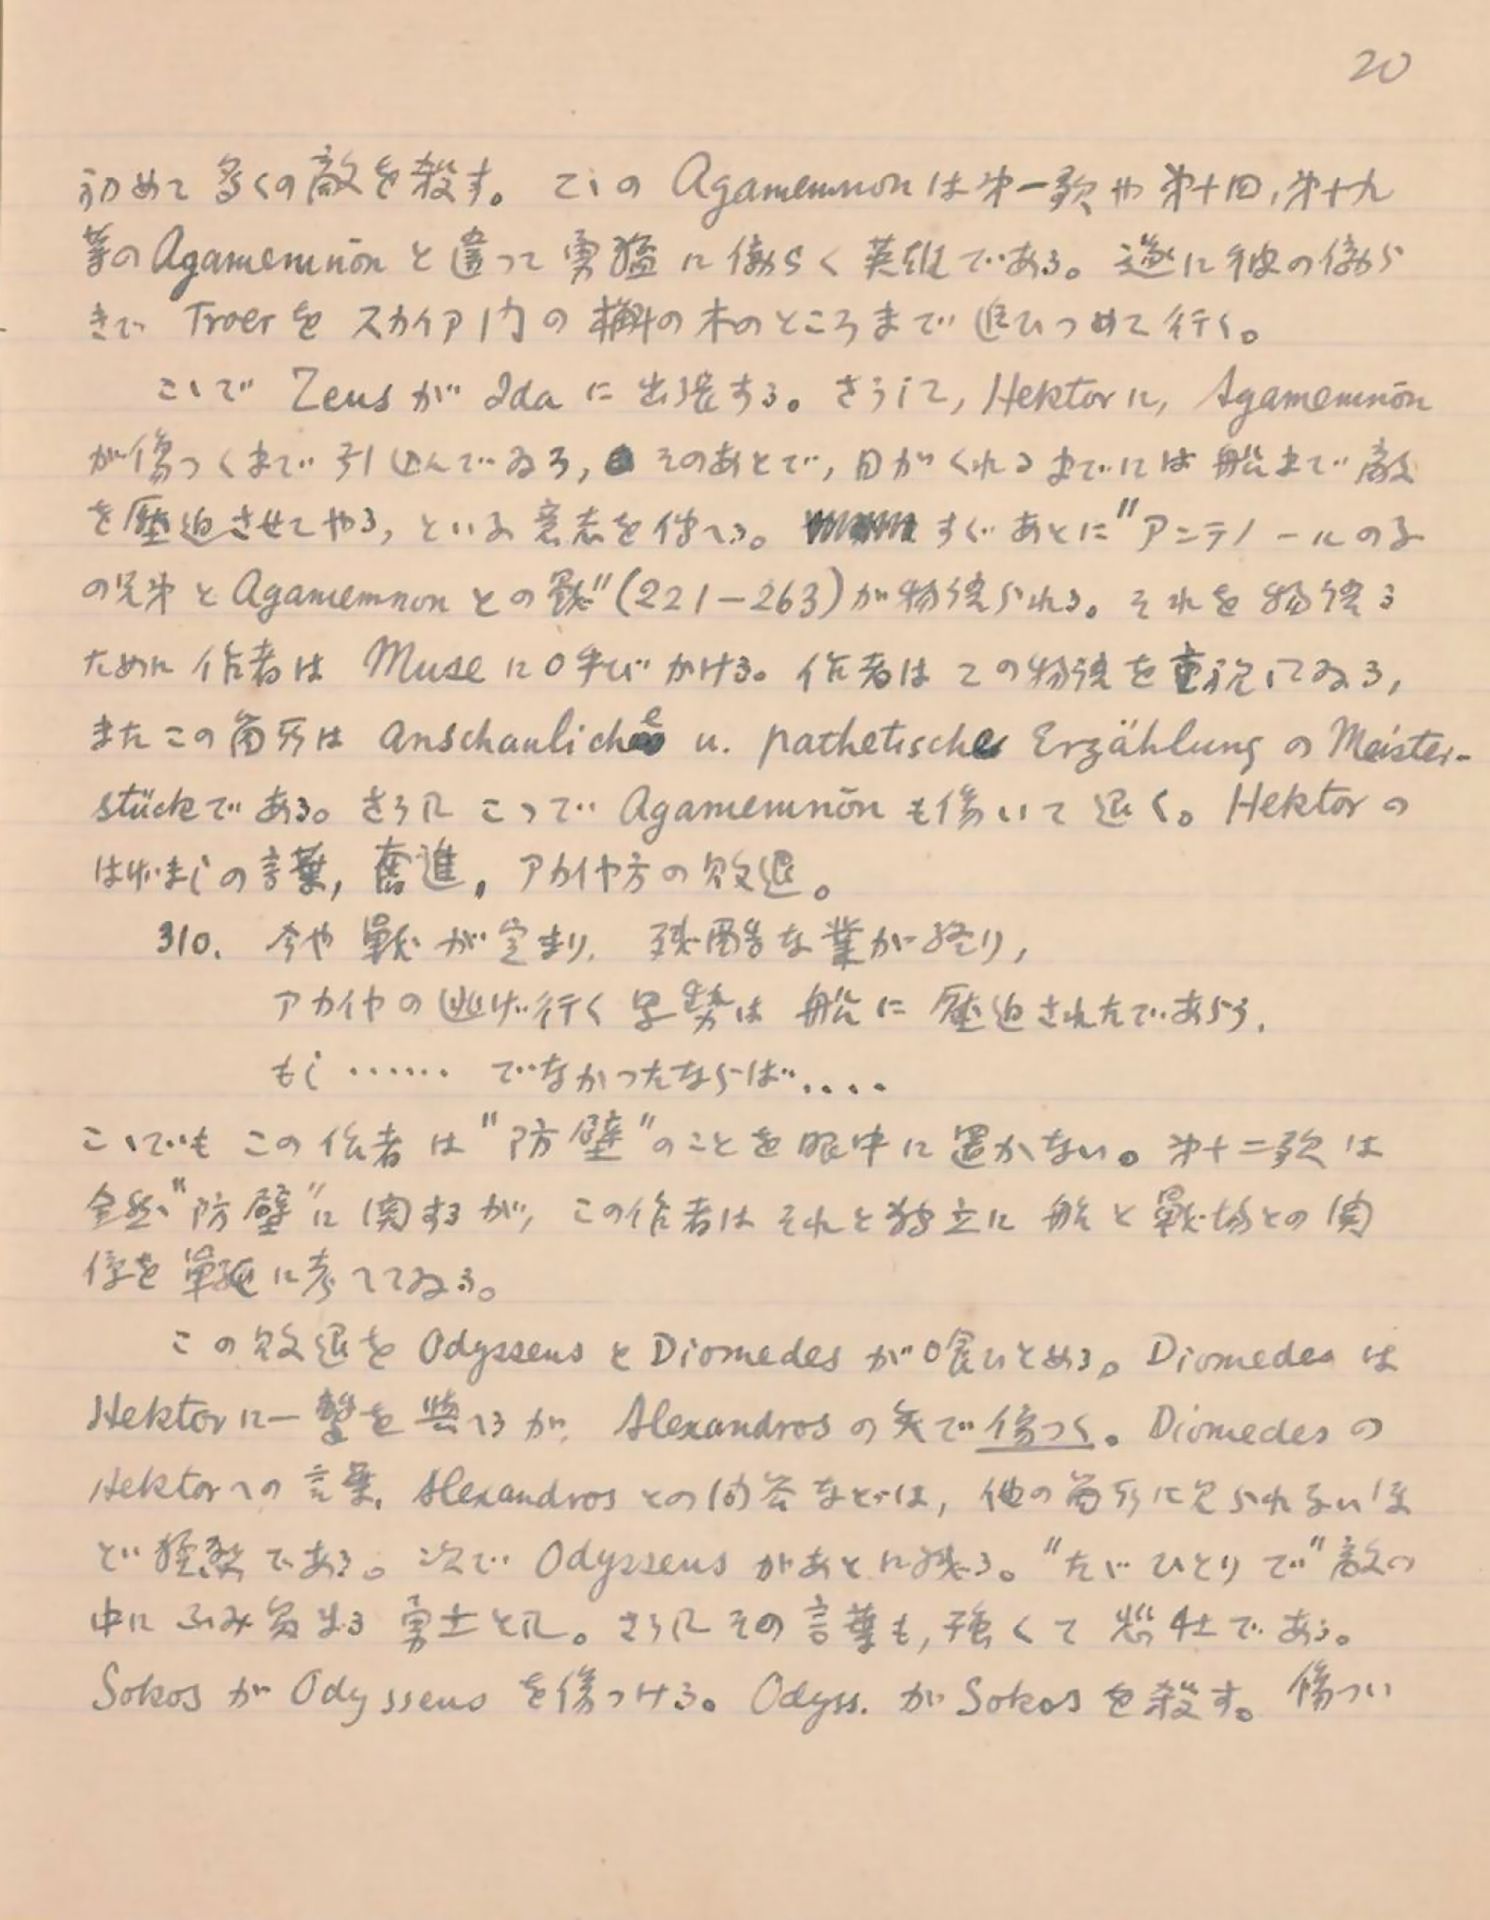 20
初めて多くの敵を殺す。こゝの Agamemnon は第一歌や第十四,第十九
等の Agamemnōn と違って勇猛に働らく英雄である。遂に彼の働ら
きで Troer を スカイア門の槲の木のところまで追ひつめて行く。
こゝで Zeus が Ida に出張する。さうして, Hektor に, Agamemnōn
が傷つくまで引込んでゐろ, そのあとで, 日がくれるまでには船まで敵
を壓迫させてやる, といふ意志を伝へる。 すぐあとに "アンテノールの子
の兄弟と Agamemnon との戰" (221-263) が物語られる。それを物語る
ために作者は Muse に呼びかける。作者はこの物語を重視してゐる,
またこの箇所は anschauliche u. pathetische Erzählung の Meister-
stück である。さうしてこゝで Agamemnōn も傷いて退く。Hektor の
はげましの言葉, 奮進, アカイヤ方の敗退。
310. 今や戰が定まり, 残酷な業が終り,
アカイヤの逃げ行く軍勢は 船に 壓迫されたであらう,
もし …… でなかったならば....
こゝでも この作者は "防壁" のことを眼中に置かない。第十二歌は
全然 "防壁" に関するが, この作者はそれと独立に 船と戰場との関
係を單純に考へてゐる。
この敗退を Odysseus と Diomedes が喰ひとめる。Diomedes は
Hektor に一撃を與へるが, Alexandros の矢で傷つく。Diomedes の
Hektor への言葉, Alexandros との問答などは, 他の箇所に見られないほ
ど猛烈である。次で Odysseus があとに残る。"たゞひとりで" 敵の
中にふみ留まる勇士として。さうしてその言葉も, 強くて悲壮である。
Sokos が Odysseus を傷つける。Odyss. が Sokos を殺す。傷つい